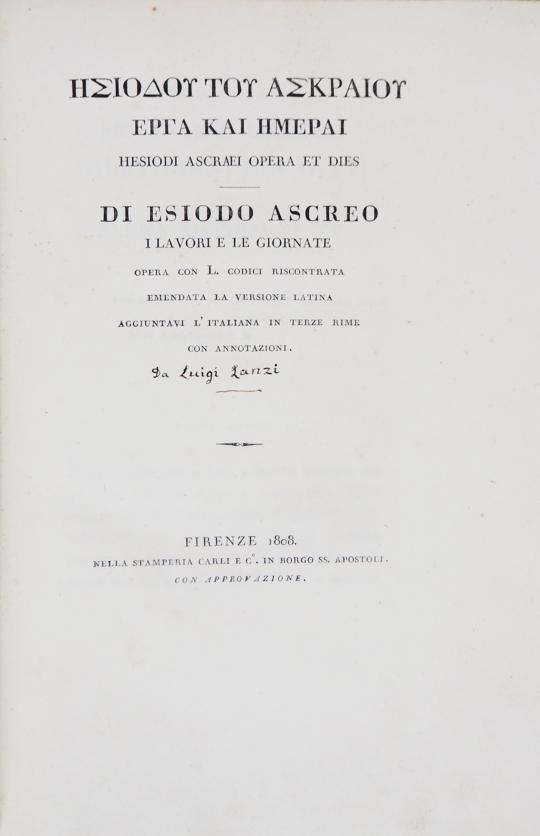 ΗΣΙΟΔΟΥ ΤΟΥ ΑΣΚΡΑΙΟΥ
ΕΡΓΑ ΚΑΙ ΗΜΕΡΑΙ
HESIODI ASCRAEI OPERA ET DIES
DI ESIODO ASCREO
I LAVORI E LE GIORNATE
OPERA CON L. CODICI RISCONTRATA
EMENDATA LA VERSIONE LATINA
AGGIUNTAVI L'ITALIANA IN TERZE RIME
CON ANNOTAZIONI.
Da Luigi Lanzi
FIRENZE 1808.
NELLA STAMPERIA CARLI E C°. IN BORGO SS. APOSTOLI.
CON APPROVAZIONE.